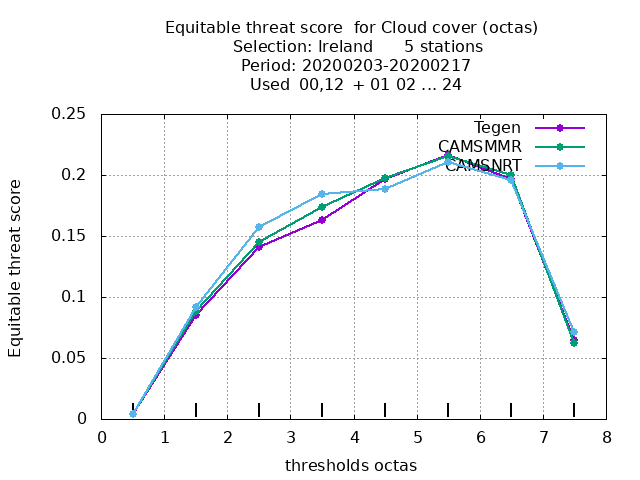 Equitable threat score  for Cloud cover (octas)
Selection: Ireland      5 stations
Period: 20200203-20200217
Used  00,12  + 01 02 ... 24
Tegen
CAMSMMR
CAMSNRT
0.25
0.2
0.15
0.1
0.05
0
Equitable threat score
0 1 2 3 4 5 6 7 8
thresholds octas